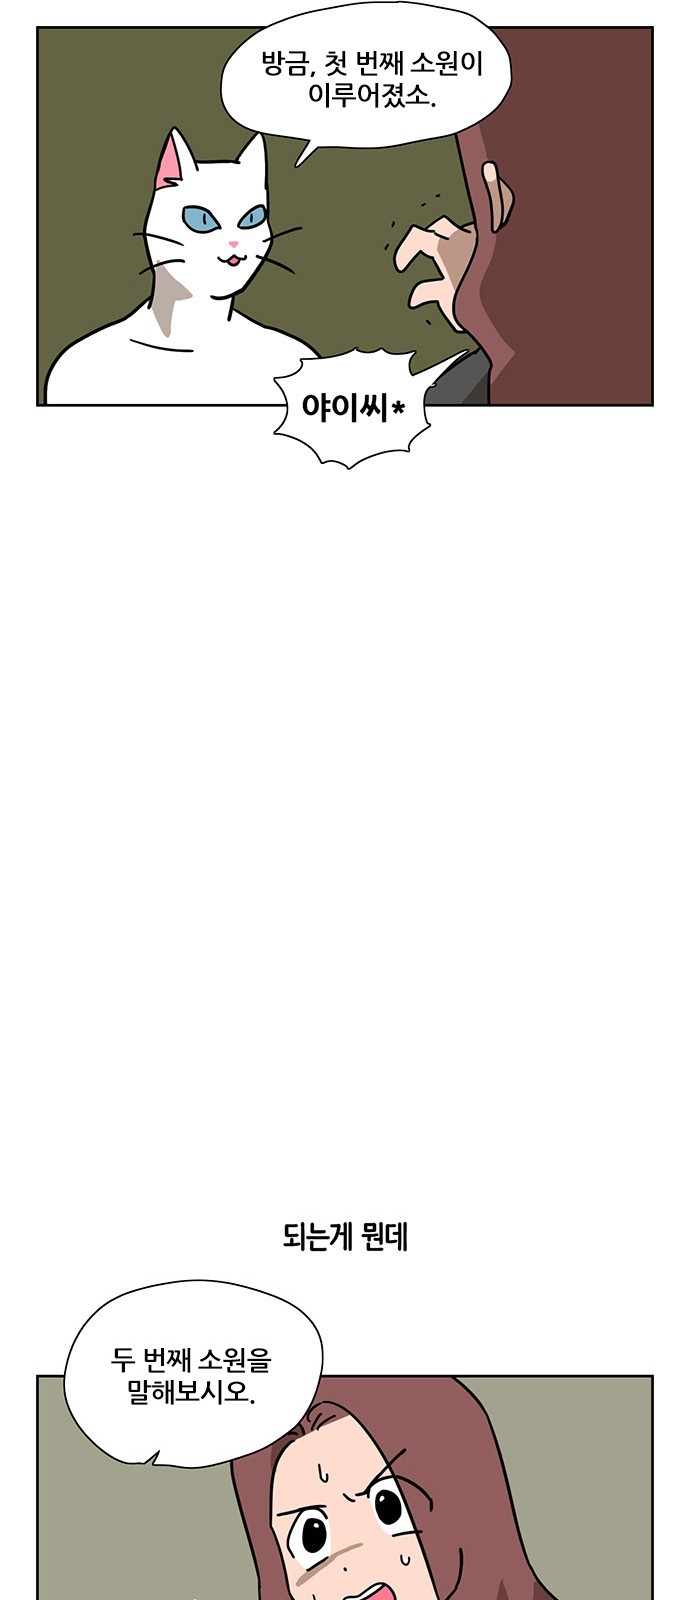 방금, 첫 번째 소원이
이루어졌소.
야이씨*
되는게 뭔데
두 번째 소원을
말해보시오.